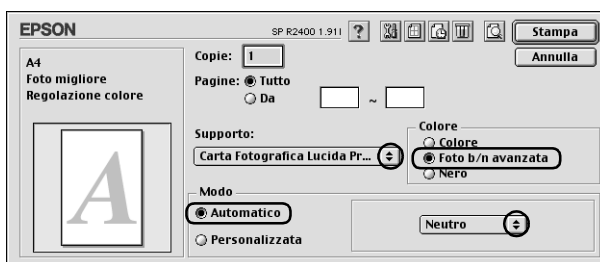 EPSON
SP R2400 1.91I
?
Stampa
Annulla
A4
Foto migliore
Regolazione colore
A
Copie: 1
Pagine: Tutto
Da ~
Supporto:
Carta Fotografica Lucida Pr...
Colore
Colore
Foto b/n avanzata
Nero
Modo
Automatico
Personalizzata
Neutro